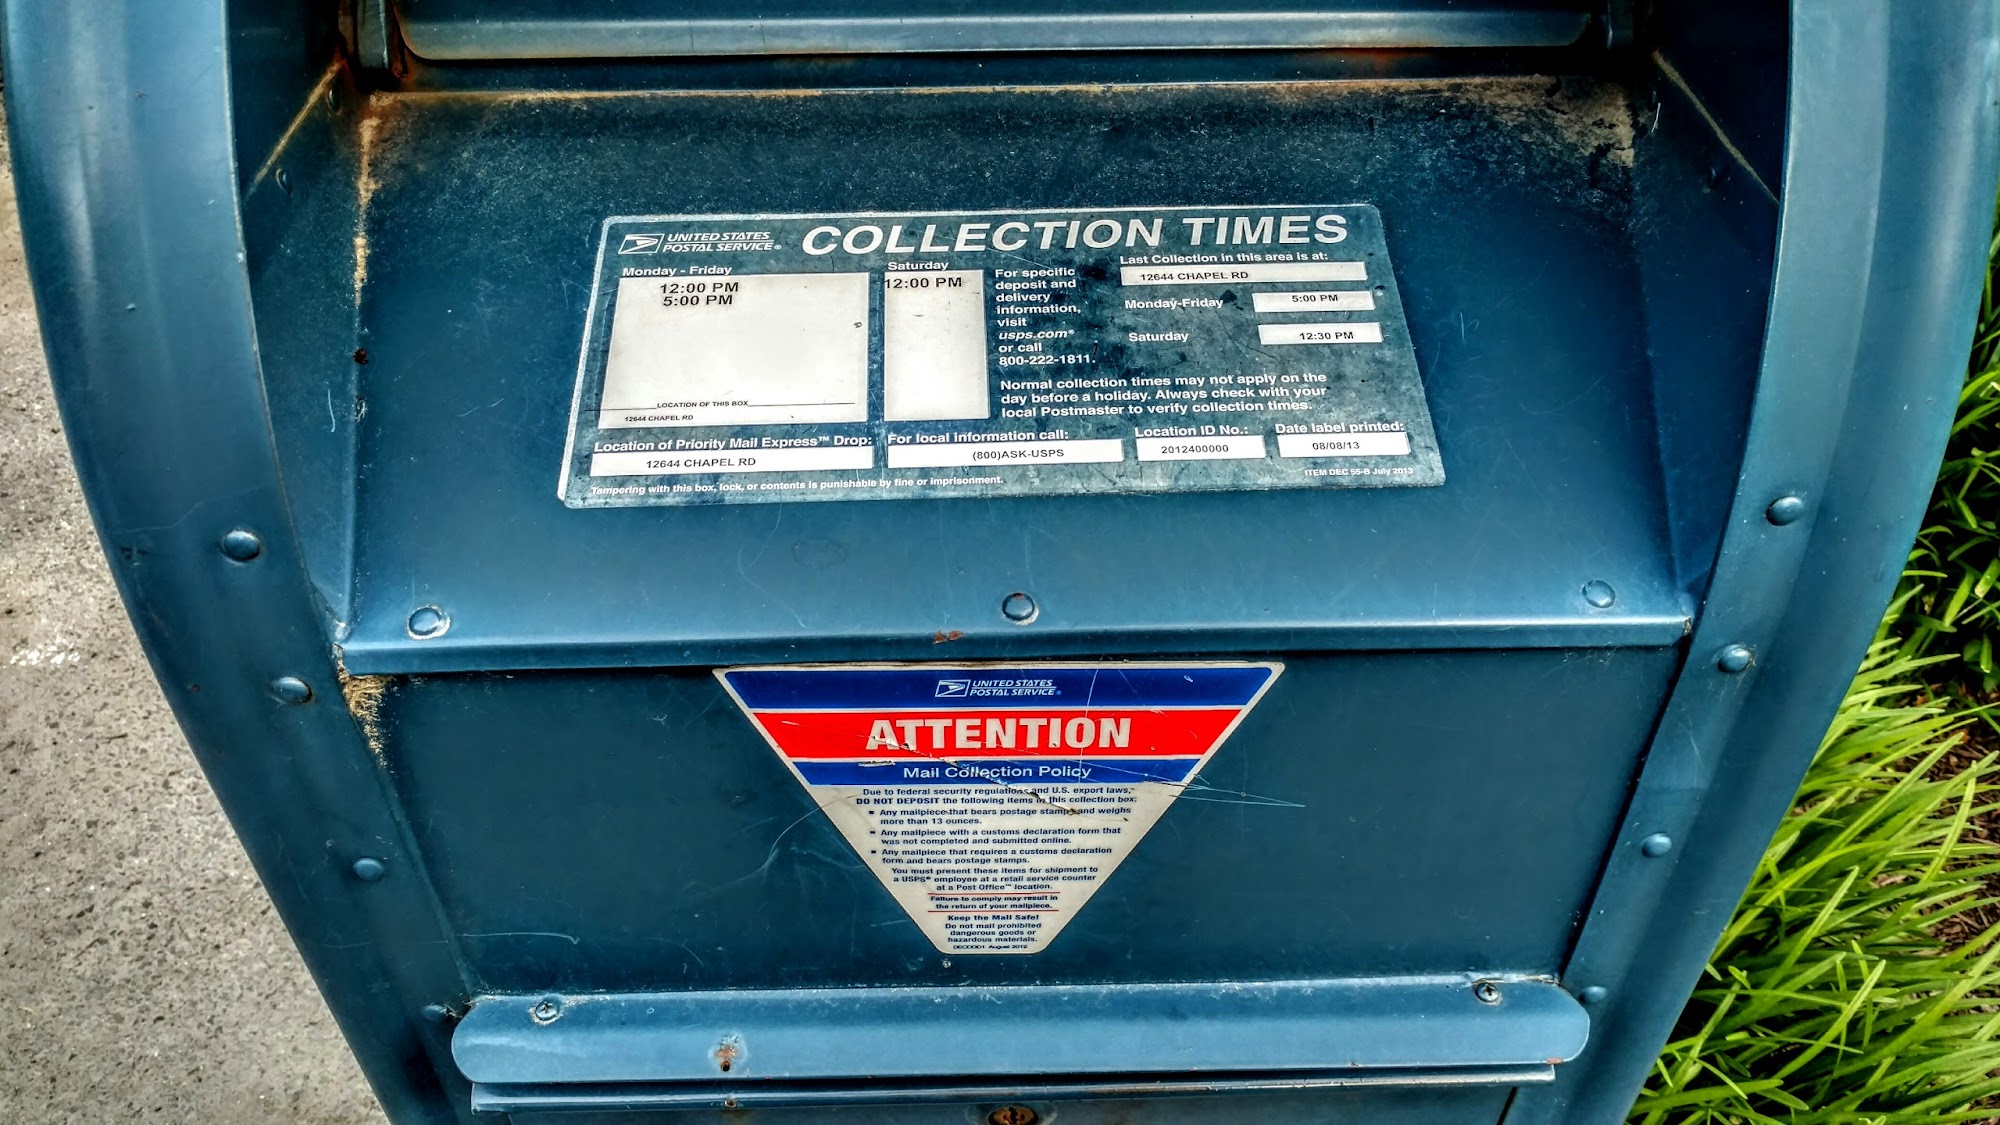 UNITED STATES
POSTAL SERVICE®
COLLECTION TIMES
Monday - Friday
12:00 PM
5:00 PM
LOCATION OF THIS BOX
12644 CHAPEL RD
Saturday
12:00 PM
For specific
deposit and
delivery
information,
visit
usps.com®
or call
800-222-1811.
Last Collection in this area is at:
12644 CHAPEL RD
Monday-Friday
5:00 PM
Saturday
12:30 PM
Normal collection times may not apply on the
day before a holiday. Always check with your
local Postmaster to verify collection times.
Location of Priority Mail Express™ Drop:
12644 CHAPEL RD
For local information call:
(800)ASK-USPS
Location ID No.:
2012400000
Date label printed:
08/08/13
Tampering with this box, lock, or contents is punishable by fine or imprisonment.
ITEM DEC 55-B July 2013
UNITED STATES
POSTAL SERVICE®
ATTENTION
Mail Collection Policy
Due to federal security regulations and U.S. export laws,
DO NOT DEPOSIT the following items in this collection box:
▪ Any mailpiece that bears postage stamps and weighs
more than 13 ounces.
▪ Any mailpiece with a customs declaration form that
was not completed and submitted online.
▪ Any mailpiece that requires a customs declaration
form and bears postage stamps.
You must present these items for shipment to
a USPS® employee at a retail service counter
at a Post Office™ location.
Failure to comply may result in
the return of your mailpiece.
Keep the Mail Safe!
Do not mail prohibited
dangerous goods or
hazardous materials.
August 2012